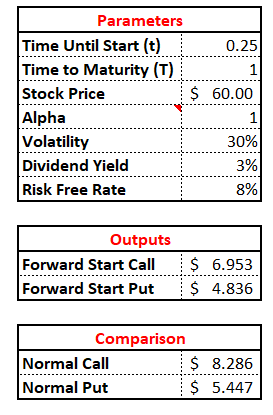 Parameters
Time Until Start (t) 0.25
Time to Maturity (T) 1
Stock Price $ 60.00
Alpha 1
Volatility 30%
Dividend Yield 3%
Risk Free Rate 8%
Outputs
Forward Start Call $ 6.953
Forward Start Put $ 4.836
Comparison
Normal Call $ 8.286
Normal Put $ 5.447